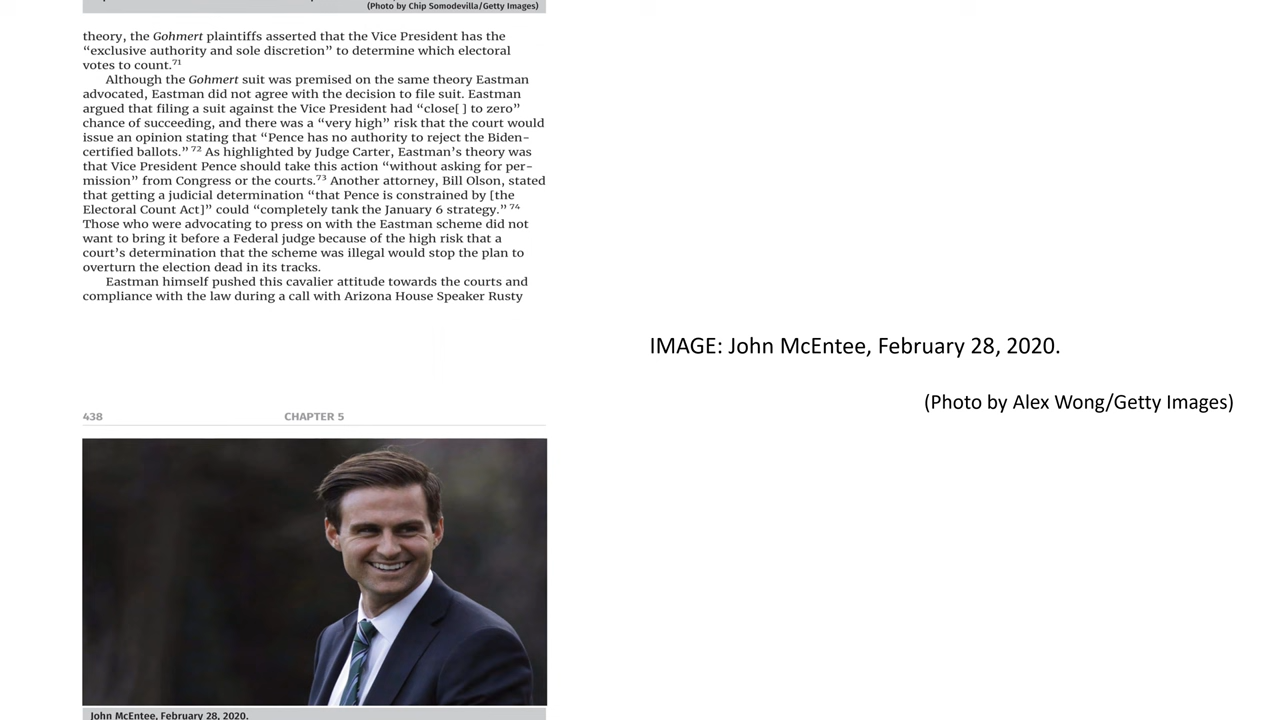 (Photo by Chip Somodevilla/Getty Images)
theory, the Gohmert plaintiffs asserted that the Vice President has the
“exclusive authority and sole discretion” to determine which electoral
votes to count.71
Although the Gohmert suit was premised on the same theory Eastman
advocated, Eastman did not agree with the decision to file suit. Eastman
argued that filing a suit against the Vice President had “close[ ] to zero”
chance of succeeding, and there was a “very high” risk that the court would
issue an opinion stating that “Pence has no authority to reject the Biden-
certified ballots.” 72 As highlighted by Judge Carter, Eastman’s theory was
that Vice President Pence should take this action “without asking for per-
mission” from Congress or the courts.73 Another attorney, Bill Olson, stated
that getting a judicial determination “that Pence is constrained by [the
Electoral Count Act]” could “completely tank the January 6 strategy.” 74
Those who were advocating to press on with the Eastman scheme did not
want to bring it before a Federal judge because of the high risk that a
court’s determination that the scheme was illegal would stop the plan to
overturn the election dead in its tracks.
Eastman himself pushed this cavalier attitude towards the courts and
compliance with the law during a call with Arizona House Speaker Rusty
438 CHAPTER 5
John McEntee, February 28, 2020.
IMAGE: John McEntee, February 28, 2020.
(Photo by Alex Wong/Getty Images)